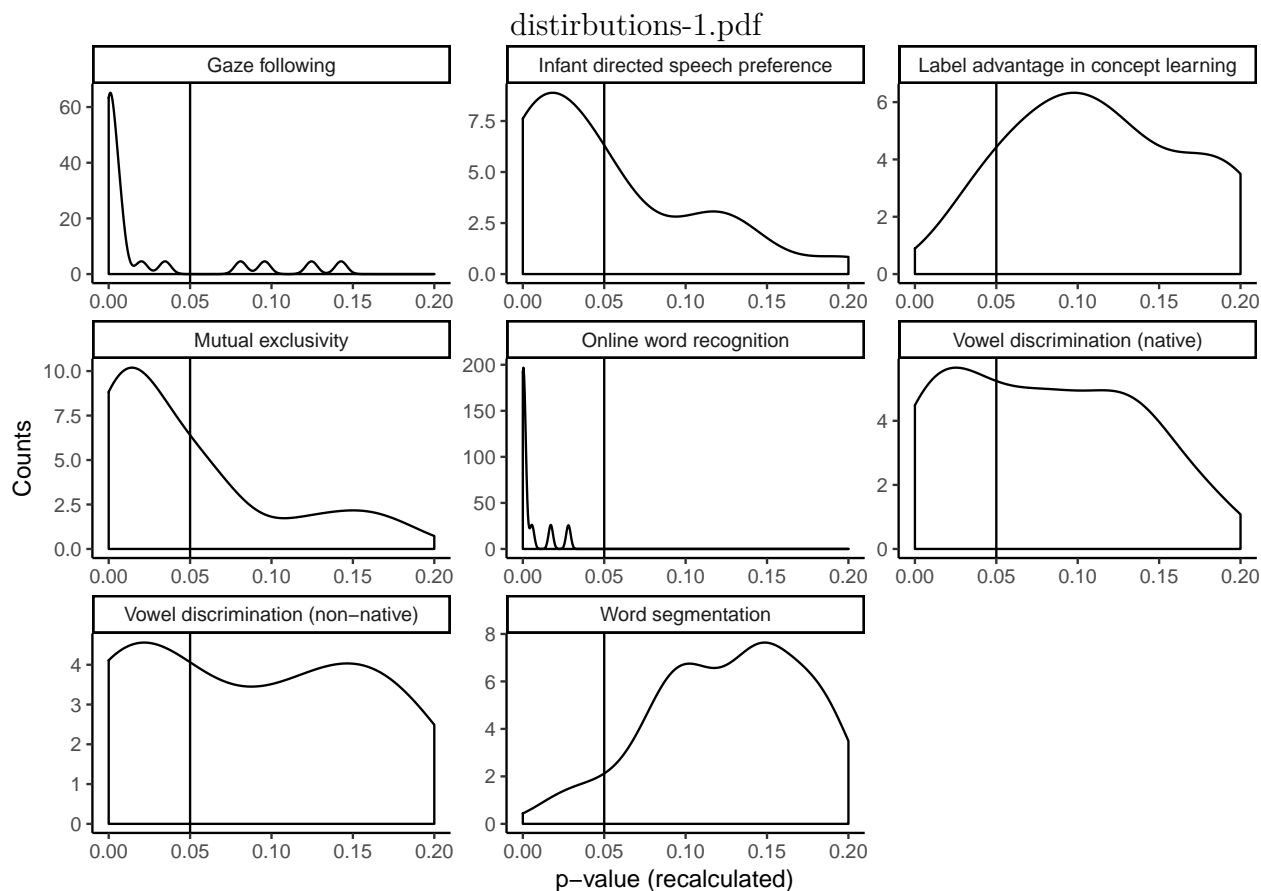 distirbutions-1.pdf
Gaze following
Infant directed speech preference
Label advantage in concept learning
60
40
20
0
0.00 0.05 0.10 0.15 0.20
7.5
5.0
2.5
0.0
0.00 0.05 0.10 0.15 0.20
6
4
2
0
0.00 0.05 0.10 0.15 0.20
Mutual exclusivity
Online word recognition
Vowel discrimination (native)
Counts
10.0
7.5
5.0
2.5
0.0
0.00 0.05 0.10 0.15 0.20
200
150
100
50
0
0.00 0.05 0.10 0.15 0.20
4
2
0
0.00 0.05 0.10 0.15 0.20
Vowel discrimination (non−native)
Word segmentation
4
3
2
1
0
0.00 0.05 0.10 0.15 0.20
8
6
4
2
0
0.00 0.05 0.10 0.15 0.20
p−value (recalculated)